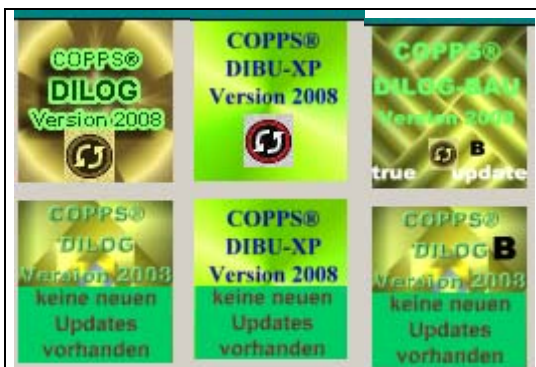 COPPS®
DILOG
Version 2008
COPPS®
DIBU-XP
Version 2008
COPPS®
DILOG-BAU
Version 2008
B
true update
COPPS®
DILOG
Version 2008
keine neuen
Updates
vorhanden
COPPS®
DIBU-XP
Version 2008
keine neuen
Updates
vorhanden
COPPS®
DILOG B
Version 2008
keine neuen
Updates
vorhanden